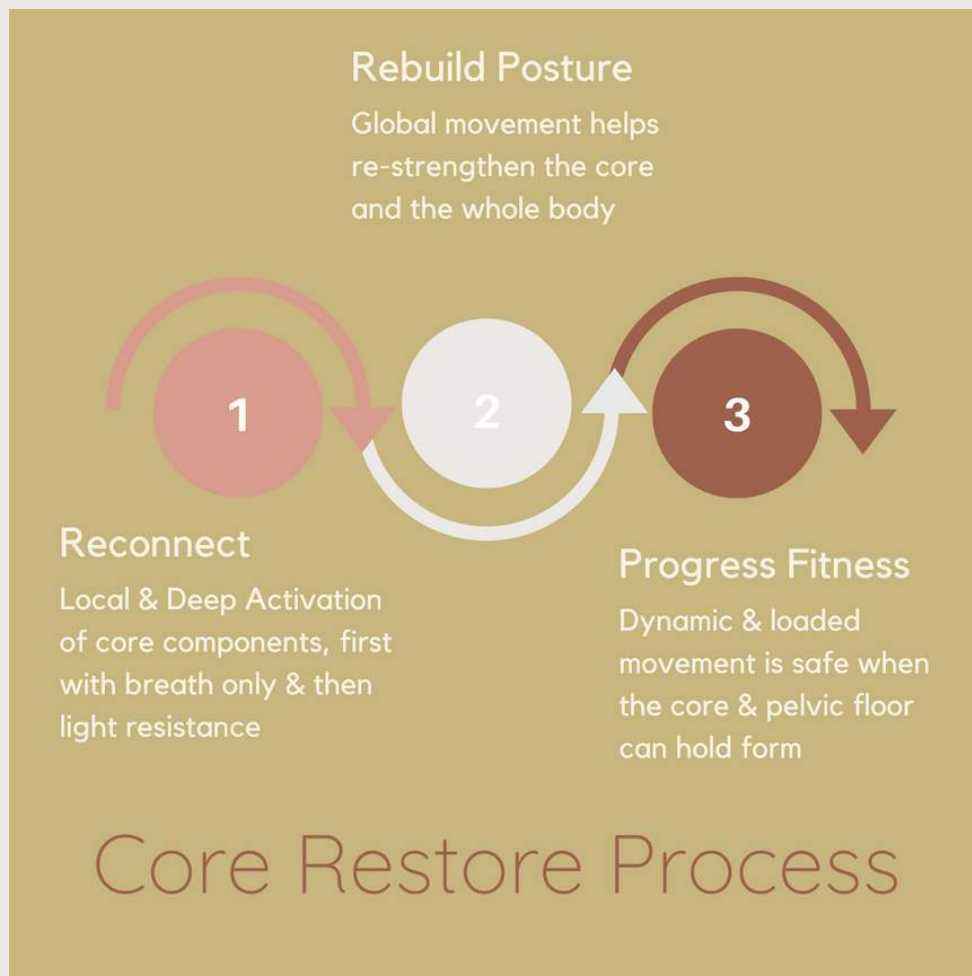 Rebuild Posture
Global movement helps
re-strengthen the core
and the whole body
1
2
3
Reconnect
Local & Deep Activation
of core components, first
with breath only & then
light resistance
Progress Fitness
Dynamic & loaded
movement is safe when
the core & pelvic floor
can hold form
Core Restore Process